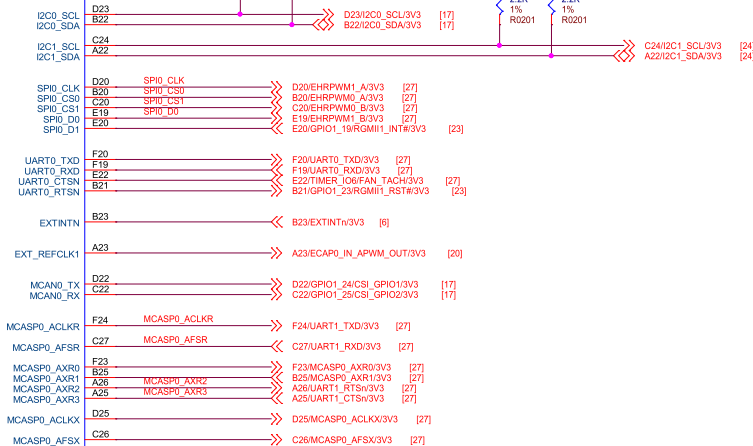 I2C0_SCL D23 D23/I2C0_SCL/3V3 [17] 1%
I2C0_SDA B22 B22/I2C0_SDA/3V3 [17] R0201
1%
R0201
I2C1_SCL C24 C24/I2C1_SCL/3V3 [24]
I2C1_SDA A22 A22/I2C1_SDA/3V3 [24]
SPI0_CLK D20 SPI0_CLK D20/EHRPWM1_A/3V3 [27]
SPI0_CS0 B20 SPI0_CS0 B20/EHRPWM0_A/3V3 [27]
SPI0_CS1 C20 SPI0_CS1 C20/EHRPWM0_B/3V3 [27]
SPI0_D0 E19 SPI0_D0 E19/EHRPWM1_B/3V3 [27]
SPI0_D1 E20 E20/GPIO1_19/RGMII1_INT#/3V3 [23]
UART0_TXD F20 F20/UART0_TXD/3V3 [27]
UART0_RXD F19 F19/UART0_RXD/3V3 [27]
UART0_CTSN E22 E22/TIMER_IO6/FAN_TACH/3V3 [27]
UART0_RTSN B21 B21/GPIO1_23/RGMII1_RST#/3V3 [23]
EXTINTN B23 B23/EXTINTn/3V3 [6]
EXT_REFCLK1 A23 A23/ECAP0_IN_APWM_OUT/3V3 [20]
MCAN0_TX D22 D22/GPIO1_24/CSI_GPIO1/3V3 [17]
MCAN0_RX C22 C22/GPIO1_25/CSI_GPIO2/3V3 [17]
MCASP0_ACLKR F24 MCASP0_ACLKR F24/UART1_TXD/3V3 [27]
MCASP0_AFSR C27 MCASP0_AFSR C27/UART1_RXD/3V3 [27]
MCASP0_AXR0 F23 F23/MCASP0_AXR0/3V3 [27]
MCASP0_AXR1 B25 B25/MCASP0_AXR1/3V3 [27]
MCASP0_AXR2 A26 MCASP0_AXR2 A26/UART1_RTSn/3V3 [27]
MCASP0_AXR3 A25 MCASP0_AXR3 A25/UART1_CTSn/3V3 [27]
MCASP0_ACLKX D25 D25/MCASP0_ACLKX/3V3 [27]
MCASP0_AFSX C26 C26/MCASP0_AFSX/3V3 [27]